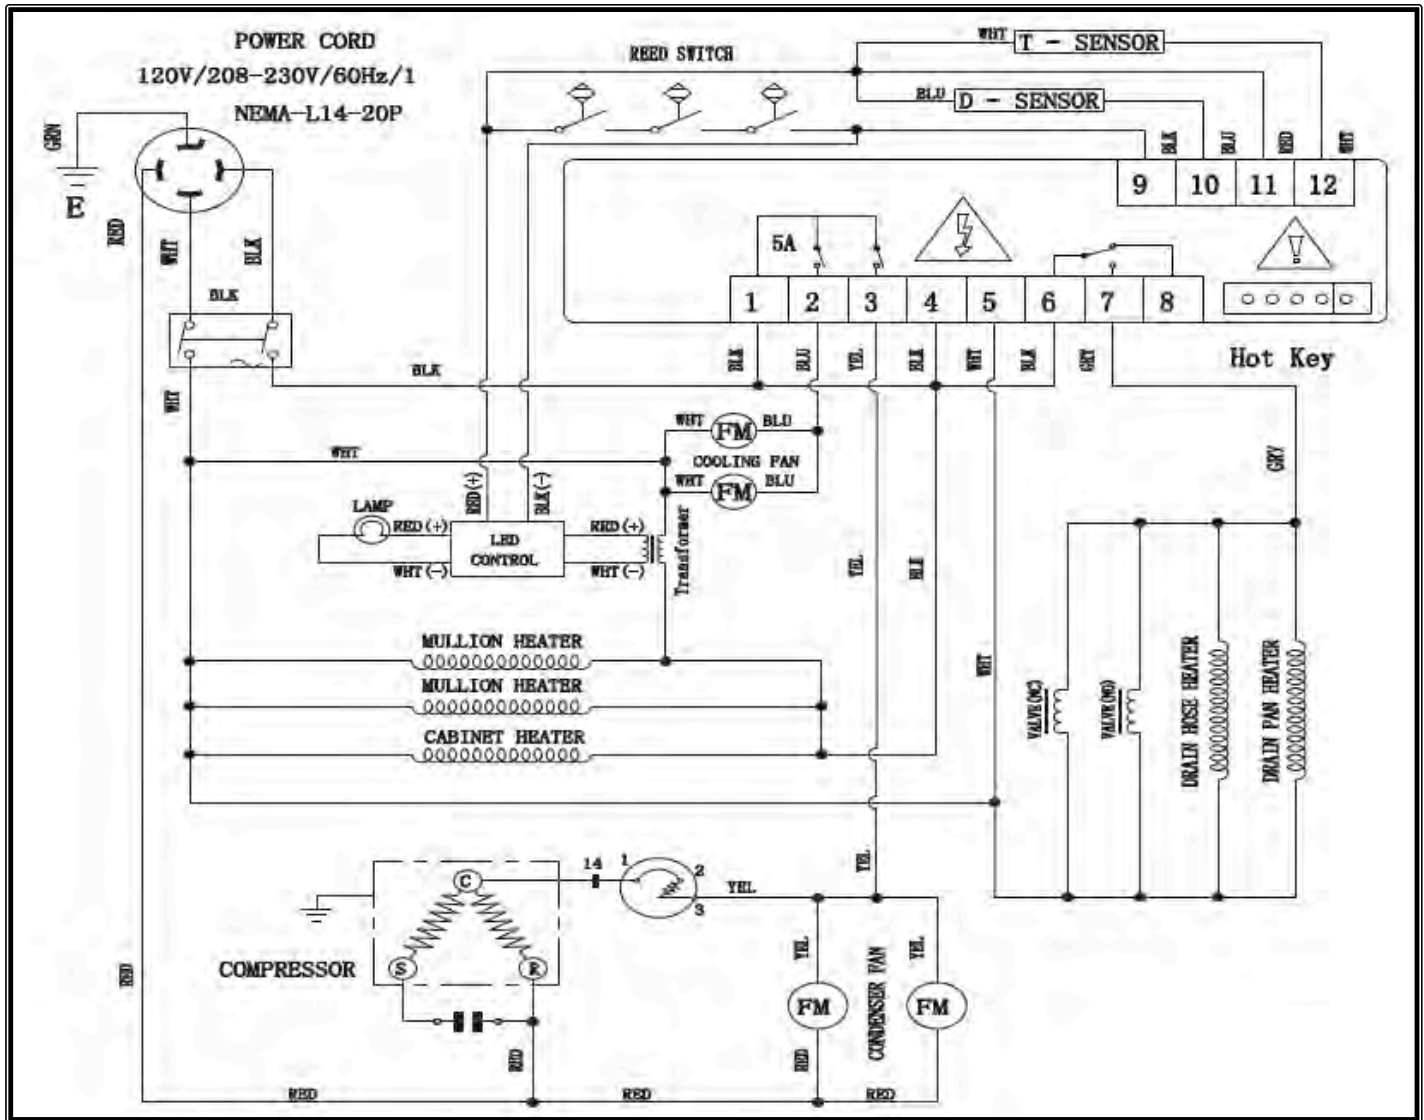 POWER CORD
120V/208-230V/60Hz/1
NEMA-L14-20P
REED SWITCH
WHT T - SENSOR
BLU D - SENSOR
GRN
E
RED
WHT
BLK
BLK
BLK
BLU
RED
WHT
9 10 11 12
5A
1 2 3 4 5 6 7 8
Hot Key
BLK
BLU
YEL
BLK
WHT
BLK
GRY
BLK
WHT
WHT FM BLU
COOLING FAN
WHT FM BLU
WHT
GRY
RED(+)
BLK(-)
LAMP
RED(+)
LED
CONTROL
RED(+)
WHT(-)
WHT(-)
Transformer
YEL
BLK
MULLION HEATER
MULLION HEATER
CABINET HEATER
WHT
VALVE(NC)
VALVE(NO)
DRAIN HOSE HEATER
DRAIN PAN HEATER
14
1
2
3
YEL
YEL
C
S
R
COMPRESSOR
YEL
CONDENSER FAN
YEL
FM
FM
RED
RED
RED
RED
RED
RED